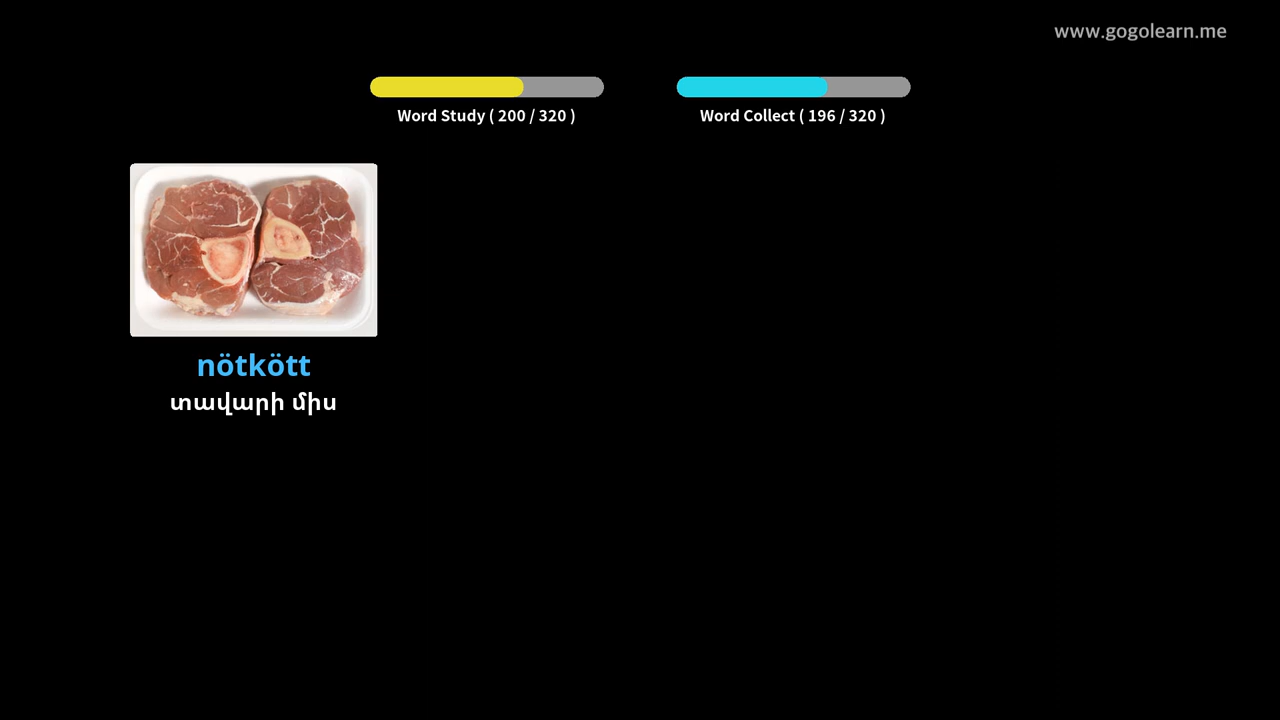 www.gogolearn.me
Word Study ( 200 / 320 )
Word Collect ( 196 / 320 )
nötkött
տավարի միս